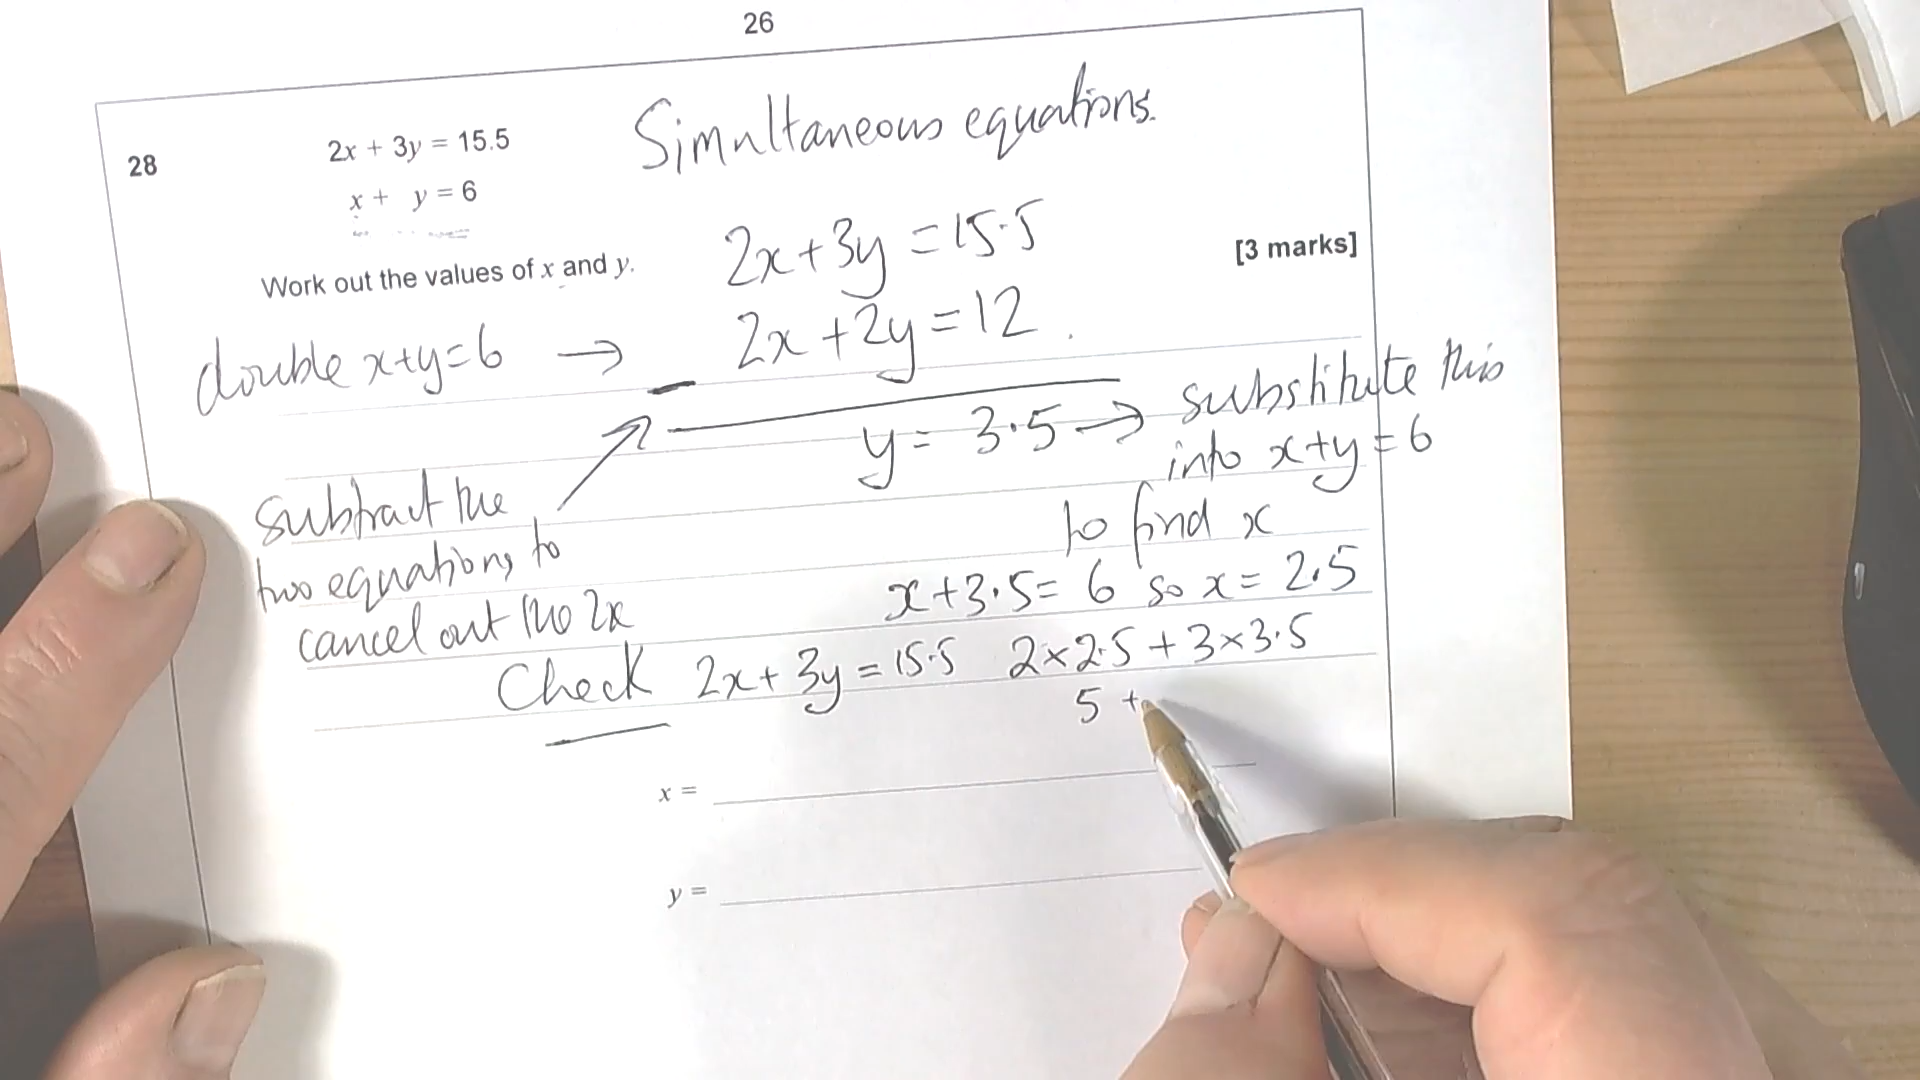 26
28
2x + 3y = 15.5
x + y = 6
Simultaneous equations.
Work out the values of x and y.
[3 marks]
2x + 3y = 15.5
double x+y=6 → 2x + 2y = 12
y = 3.5 → substitute this
into x+y = 6
to find x
subtract the
two equations to
cancel out the 2x
x + 3.5 = 6 so x = 2.5
Check 2x + 3y = 15.5 2 × 2.5 + 3 × 3.5
5 +
x =
y =